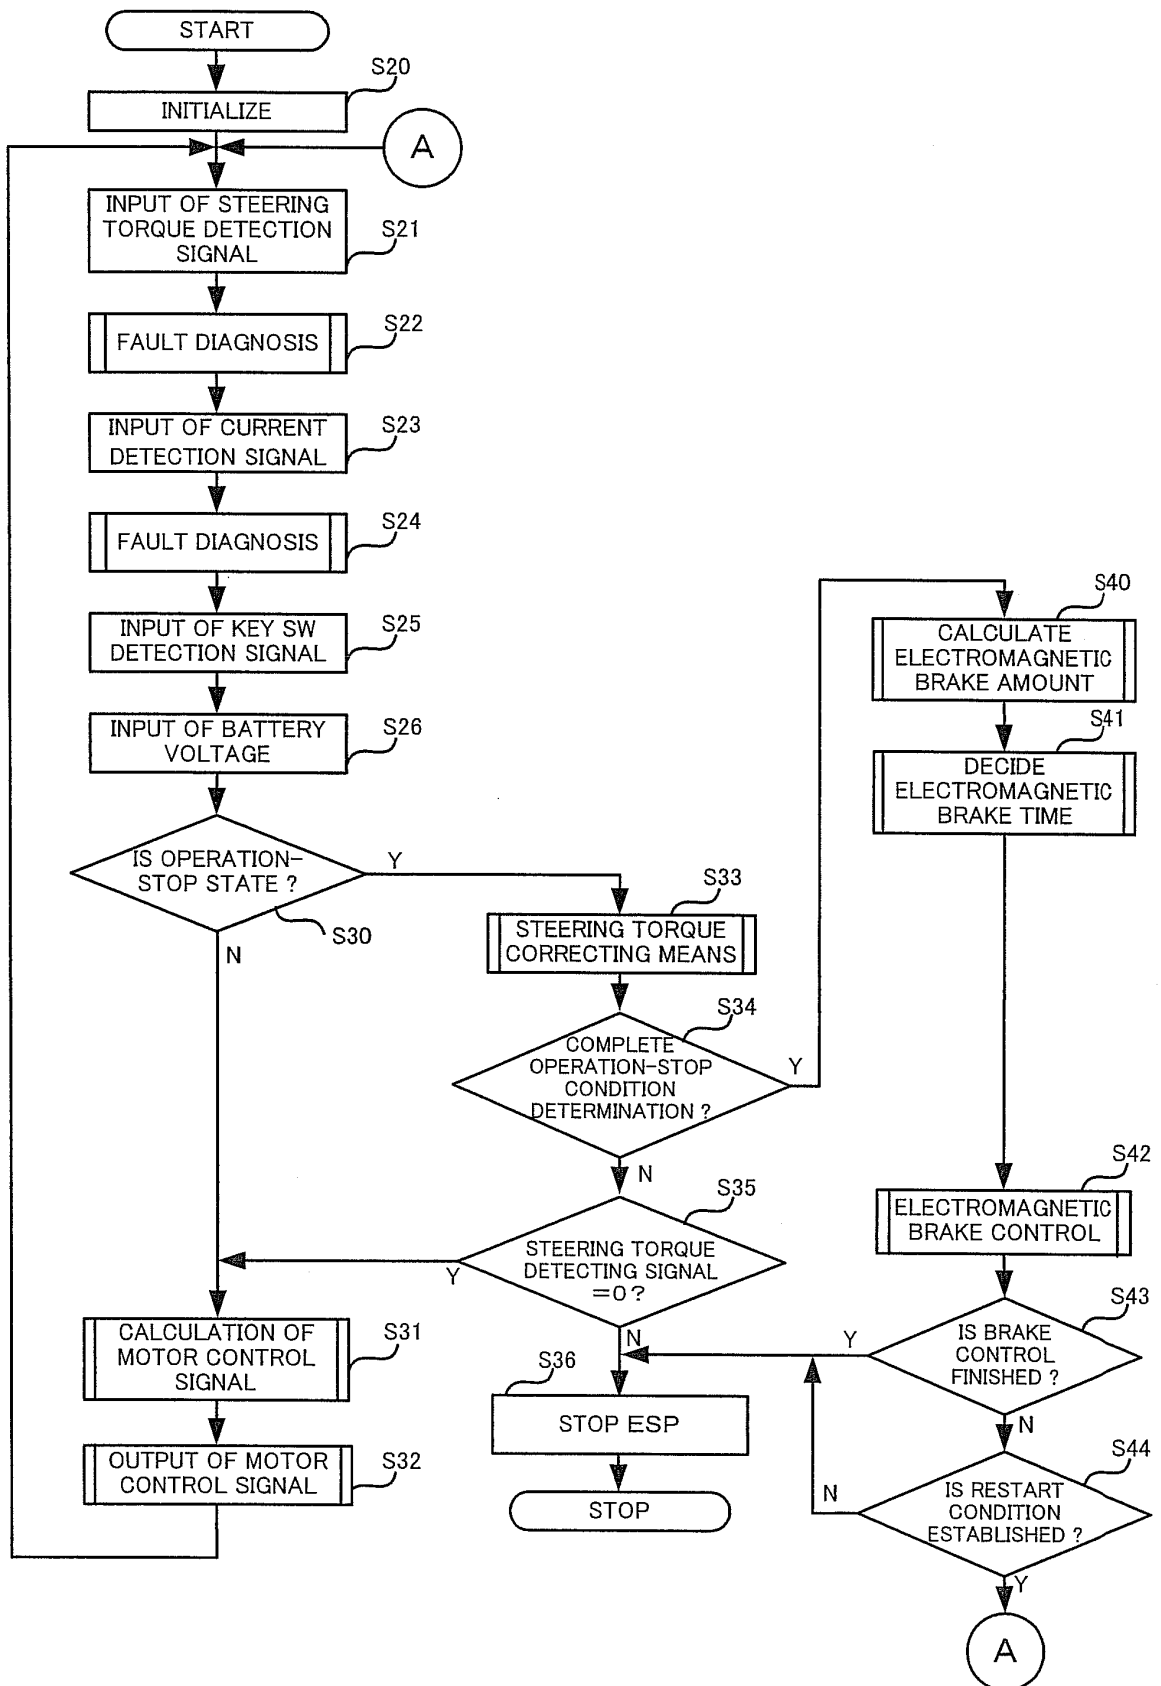 START
S20
INITIALIZE
A
INPUT OF STEERING
TORQUE DETECTION
SIGNAL
S21
FAULT DIAGNOSIS
S22
INPUT OF CURRENT
DETECTION SIGNAL
S23
FAULT DIAGNOSIS
S24
INPUT OF KEY SW
DETECTION SIGNAL
S25
INPUT OF BATTERY
VOLTAGE
S26
IS OPERATION-
STOP STATE ?
S30
Y
N
S33
STEERING TORQUE
CORRECTING MEANS
S34
COMPLETE
OPERATION-STOP
CONDITION
DETERMINATION ?
Y
N
S35
STEERING TORQUE
DETECTING SIGNAL
=0 ?
Y
N
CALCULATION OF
MOTOR CONTROL
SIGNAL
S31
OUTPUT OF MOTOR
CONTROL SIGNAL
S32
S36
STOP ESP
STOP
S40
CALCULATE
ELECTROMAGNETIC
BRAKE AMOUNT
S41
DECIDE
ELECTROMAGNETIC
BRAKE TIME
S42
ELECTROMAGNETIC
BRAKE CONTROL
S43
IS BRAKE
CONTROL
FINISHED ?
Y
N
S44
IS RESTART
CONDITION
ESTABLISHED ?
N
Y
A